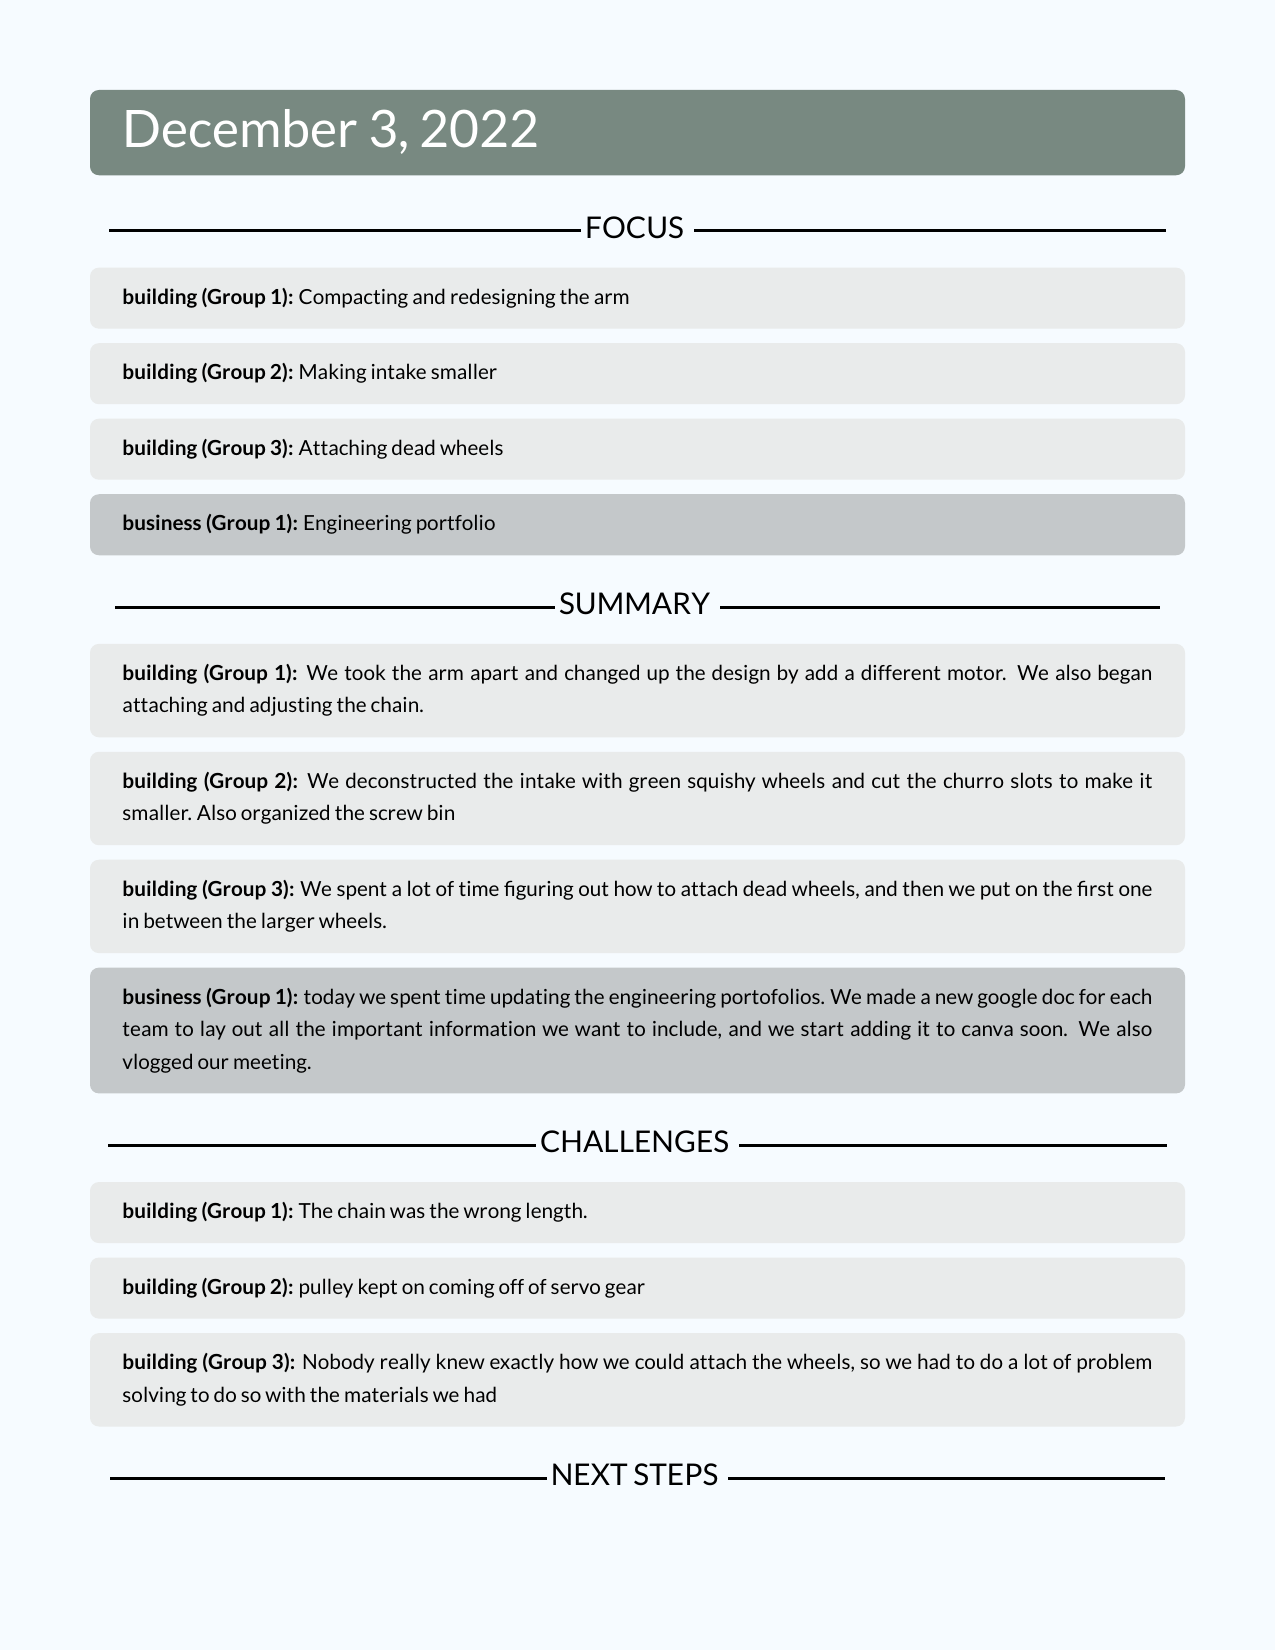 December 3, 2022
FOCUS
building (Group 1): Compacting and redesigning the arm
building (Group 2): Making intake smaller
building (Group 3): Attaching dead wheels
business (Group 1): Engineering portfolio
SUMMARY
building (Group 1): We took the arm apart and changed up the design by add a different motor. We also began
attaching and adjusting the chain.
building (Group 2): We deconstructed the intake with green squishy wheels and cut the churro slots to make it
smaller. Also organized the screw bin
building (Group 3): We spent a lot of time figuring out how to attach dead wheels, and then we put on the first one
in between the larger wheels.
business (Group 1): today we spent time updating the engineering portofolios. We made a new google doc for each
team to lay out all the important information we want to include, and we start adding it to canva soon. We also
vlogged our meeting.
CHALLENGES
building (Group 1): The chain was the wrong length.
building (Group 2): pulley kept on coming off of servo gear
building (Group 3): Nobody really knew exactly how we could attach the wheels, so we had to do a lot of problem
solving to do so with the materials we had
NEXT STEPS